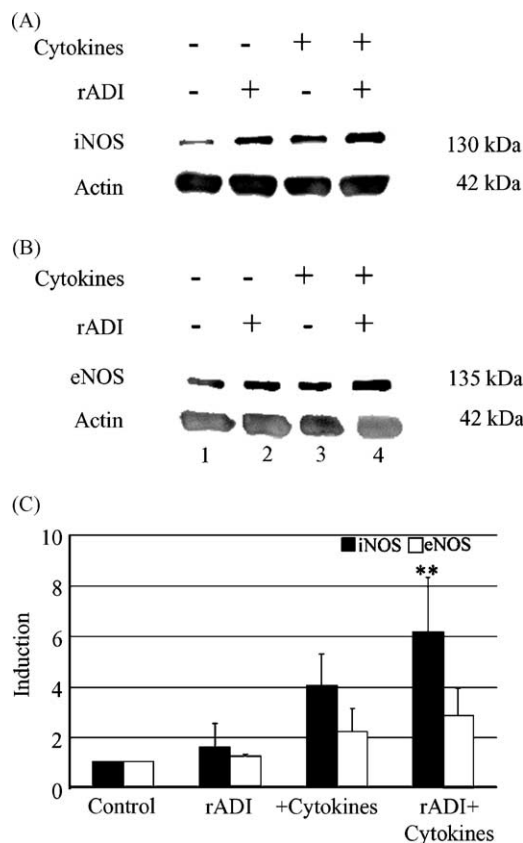 (A)
Cytokines - - + +
rADI - + - +
iNOS 130 kDa
Actin 42 kDa
(B)
Cytokines - - + +
rADI - + - +
eNOS 135 kDa
Actin 42 kDa
1 2 3 4
(C)
10
iNOS eNOS
8
**
6
Induction
4
2
0
Control rADI +Cytokines rADI+
Cytokines